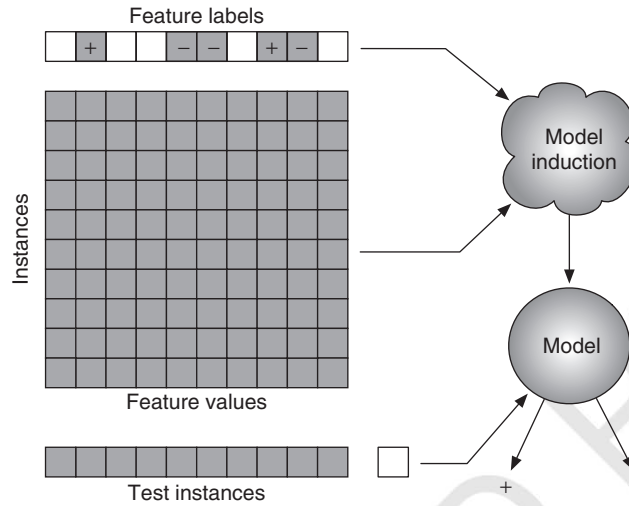 Feature labels
+ − − + −
Instances
Feature values
Test instances
Model
induction
Model
+